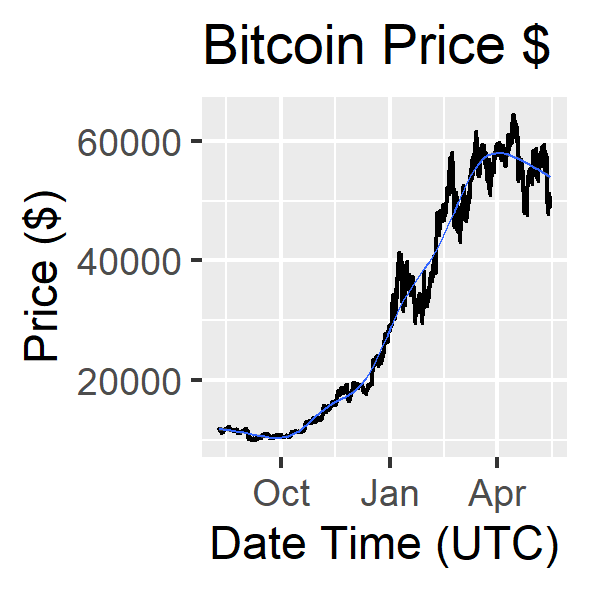 Bitcoin Price $
Price ($)
60000
40000
20000
Oct Jan Apr
Date Time (UTC)